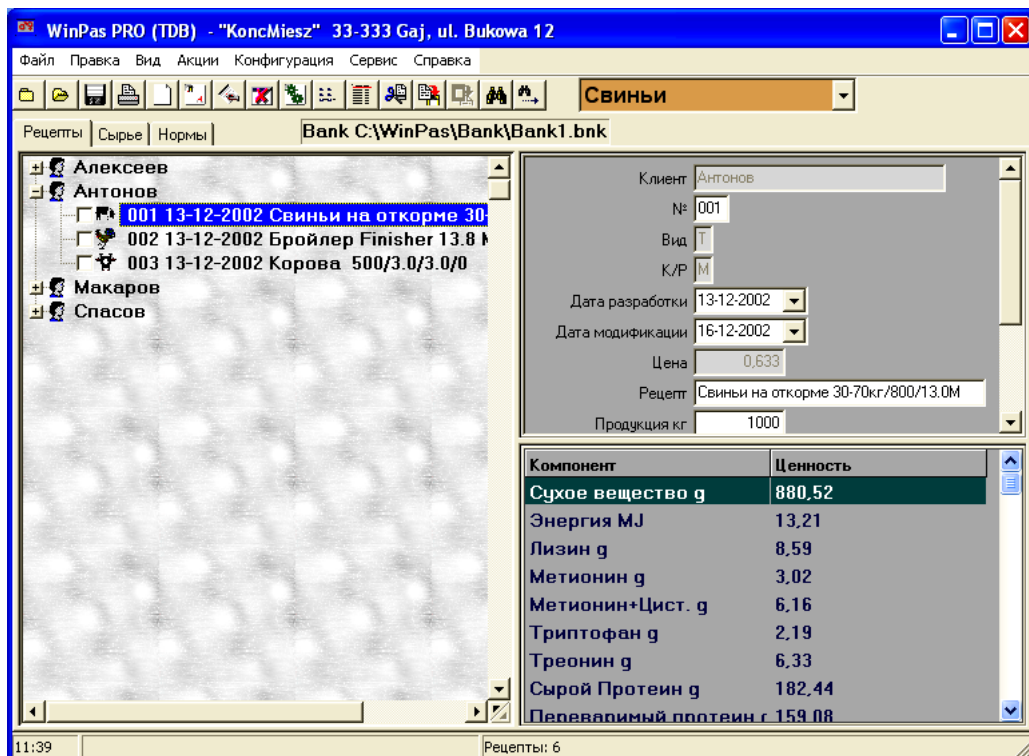 WinPas PRO (TDB) - "KoncMiesz" 33-333 Gaj, ul. Bukowa 12
Файл Правка Вид Акции Конфигурация Сервис Справка
Свиньи
Рецепты Сырье Нормы
Bank C:\WinPas\Bank\Bank1.bnk
Алексеев
Антонов
001 13-12-2002 Свиньи на откорме 30-
002 13-12-2002 Бройлер Finisher 13.8
003 13-12-2002 Корова 500/3.0/3.0/0
Макаров
Спасов
Клиент Антонов
№ 001
Вид T
К/Р M
Дата разработки 13-12-2002
Дата модификации 16-12-2002
Цена 0,633
Рецепт Свиньи на откорме 30-70кг/800/13.0M
Продукция кг 1000
Компонент Ценность
Сухое вещество g 880,52
Энергия MJ 13,21
Лизин g 8,59
Метионин g 3,02
Метионин+Цист. g 6,16
Триптофан g 2,19
Треонин g 6,33
Сырой Протеин g 182,44
Переваримый протеин 159,08
11:39
Рецепты: 6